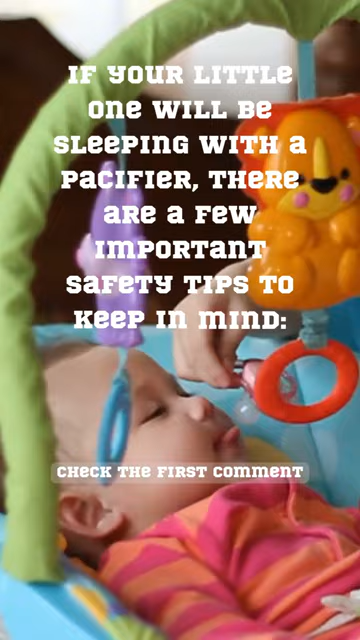 IF YOUR LITTLE
ONE WILL BE
SLEEPING WITH A
PACIFIER, THERE
ARE A FEW
IMPORTANT
SAFETY TIPS TO
KEEP IN MIND:
CHECK THE FIRST COMMENT